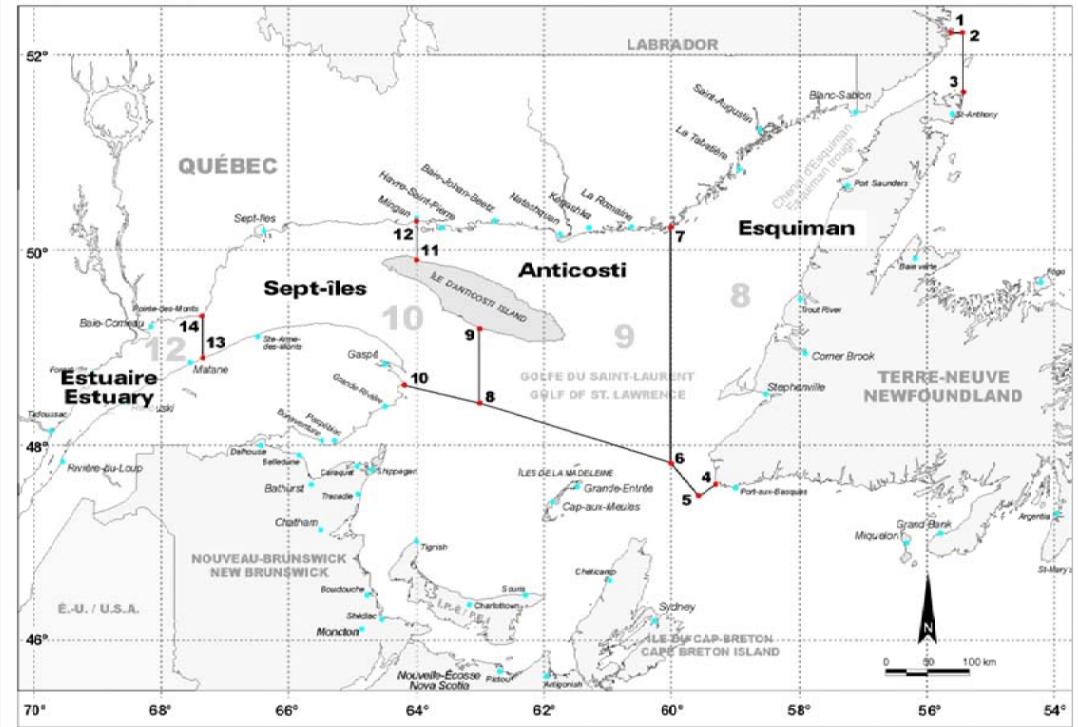 1
2
52°
LABRADOR
3
Blanc-Sablon
Saint-Augustin
St-Anthony
La Tabatière
Chenal d'Esquiman
Esquiman trough
QUÉBEC
Port Saunders
Baie-Johan-Beetz
Havre-Saint-Pierre
Mingan
Natashquan
Kégashka
La Romaine
Sept-Iles
12
7
Esquiman
50°
11
Anticosti
Baie verte
Fogo
Sept-îles
ÎLE D'ANTICOSTI ISLAND
8
Trout River
Pointe-des-Monts
10
9
9
Baie-Comeau
14
12
13
Ste-Anne-
des-Monts
Matane
Gaspé
Corner Brook
Estuaire
Estuary
10
GOLFE DU SAINT-LAURENT
GOLF OF ST. LAWRENCE
TERRE-NEUVE
NEWFOUNDLAND
Stephenville
Grande Rivière
8
Tadoussac
Bonaventure
Paspébiac
48°
Dalhousie
Belledune
6
Rivière-du-Loup
Caraquet
Shippagan
ÎLES DE LA MADELEINE
4
Bathurst
Grande-Entrée
5
Port-aux-Basques
Tracadie
Cap-aux-Meules
Argentia
Chatham
Grand Bank
Miquelon
Tignish
NOUVEAU-BRUNSWICK
NEW BRUNSWICK
Chéticamp
St-Mary's
Bouctouche
Souris
É.-U. / U.S.A.
Î.P.-É / P.E.I.
Charlottown
Shédiac
Sydney
Moncton
46°
ÎLE DU CAP-BRETON
CAPE BRETON ISLAND
N
Nouvelle-Écosse
Nova Scotia
Pictou
Antigonish
0 50 100 km
70° 68° 66° 64° 62° 60° 58° 56° 54°